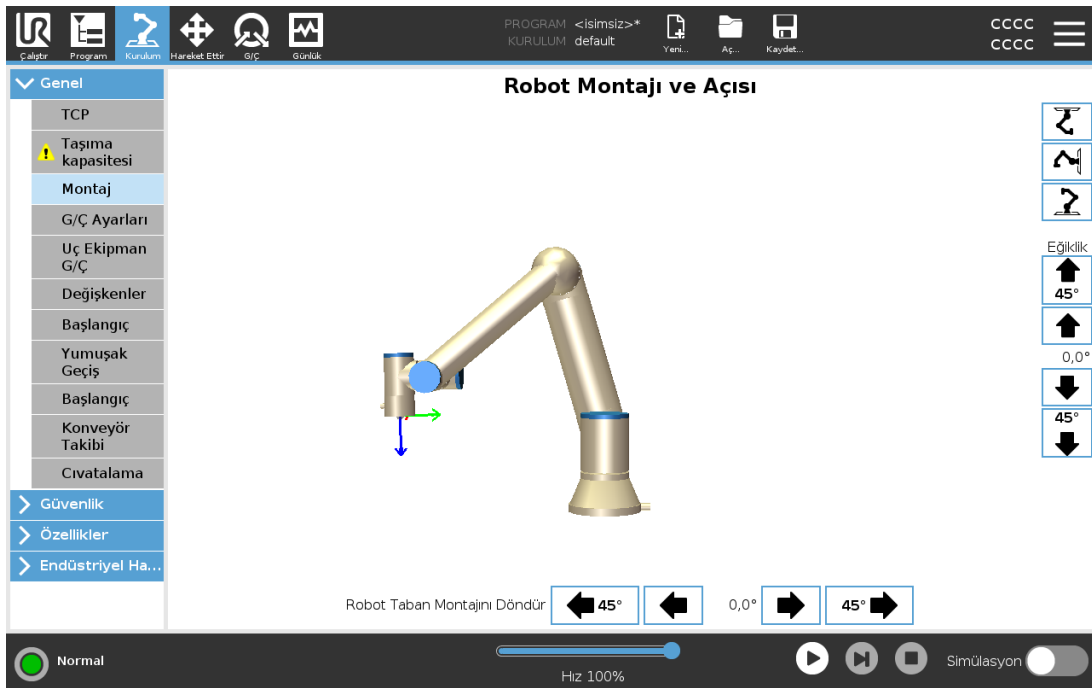 UR
Çalıştır
Program
Kurulum
Hareket Ettir
G/Ç
Günlük
PROGRAM <isimsiz>*
KURULUM default
Yeni...
Aç...
Kaydet...
CCCC
CCCC
Genel
TCP
Taşıma
kapasitesi
Montaj
G/Ç Ayarları
Uç Ekipman
G/Ç
Değişkenler
Başlangıç
Yumuşak
Geçiş
Başlangıç
Konveyör
Takibi
Cıvatalama
Güvenlik
Özellikler
Endüstriyel Ha...
Robot Montajı ve Açısı
Eğiklik
45°
0,0°
45°
Robot Taban Montajını Döndür
45°
0,0°
45°
Normal
Hız 100%
Simülasyon